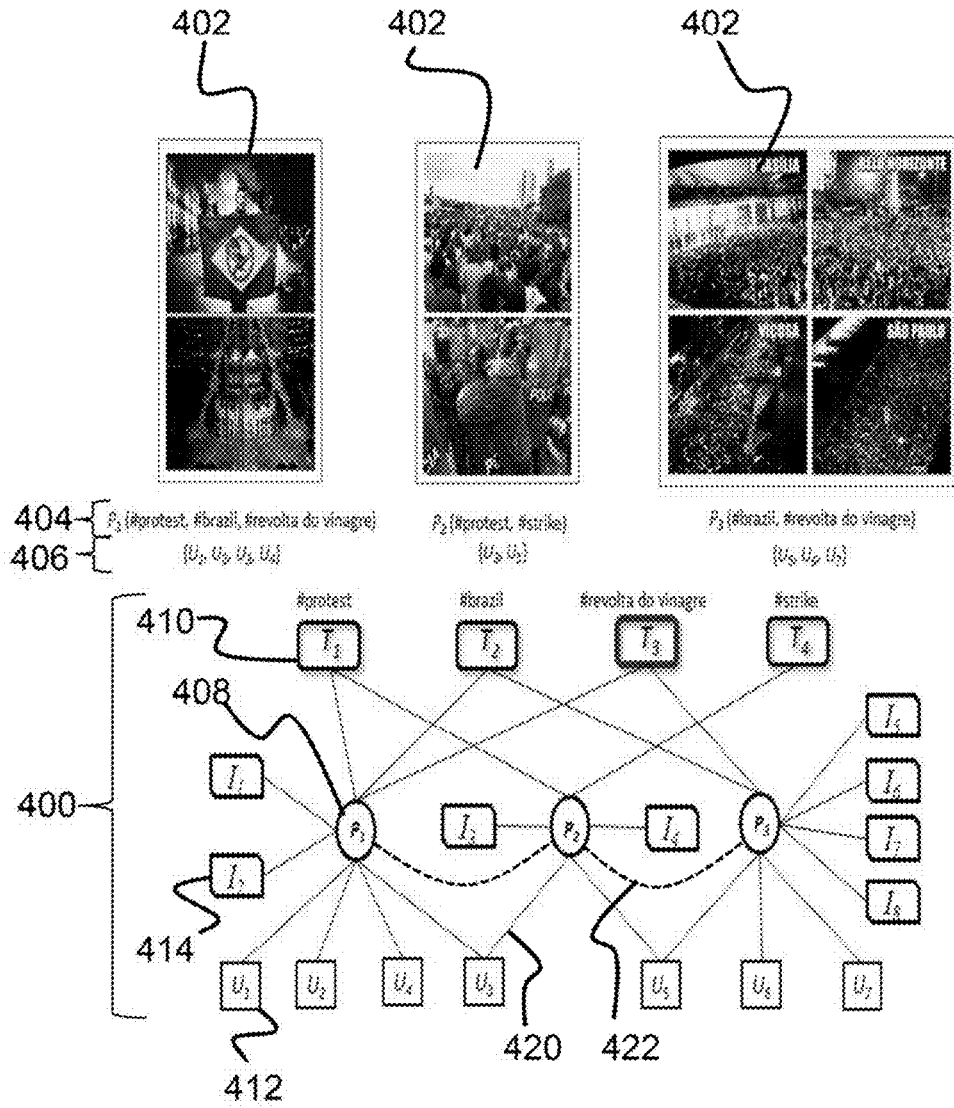 402 402 402
404 P1 {#protest, #brazil, #revolta do vinagre} P2 {#protest, #strike} P3 {#brazil, #revolta do vinagre}
406 {U1, U2, U3, U4} {U3, U5} {U5, U6, U7}
#protest #brazil #revolta do vinagre #strike
410 T1 T2 T3 T4
408
I5
I1 I6
400 P1 I3 P2 I4 P3 I7
I2
414 I8
U1 U2 U4 U3 U5 U6 U7
420 422
412